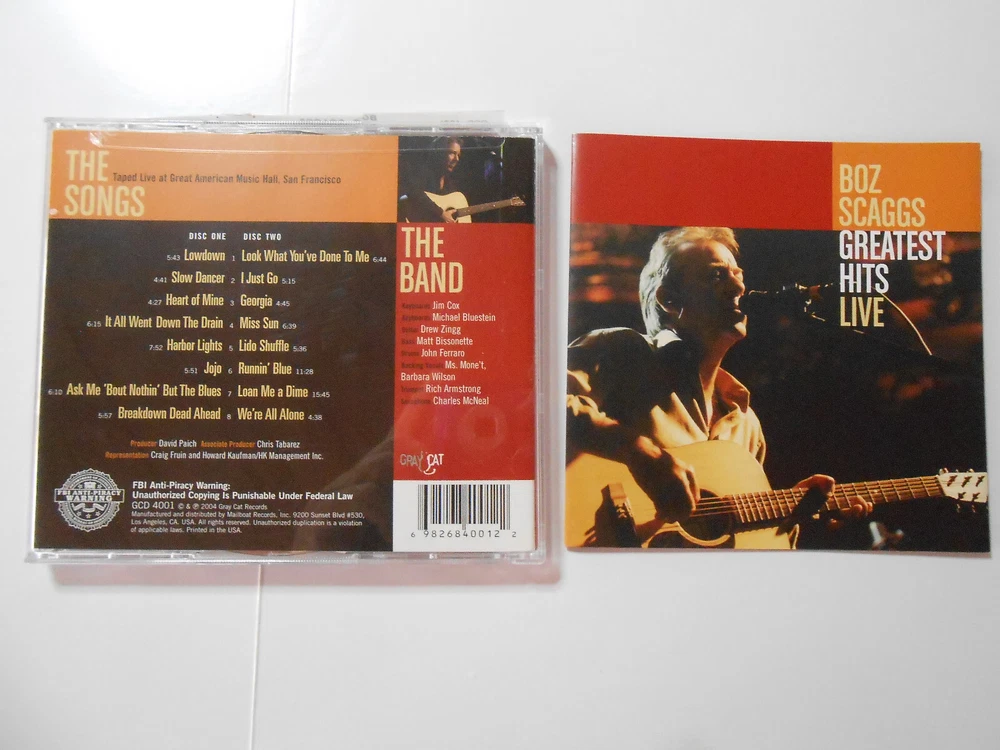 THE
SONGS
Taped Live at Great American Music Hall, San Francisco
DISC ONE DISC TWO
5:43 Lowdown 1 Look What You've Done To Me 6:44
4:41 Slow Dancer 2 I Just Go 5:15
4:27 Heart of Mine 3 Georgia 4:45
6:15 It All Went Down The Drain 4 Miss Sun 6:39
7:52 Harbor Lights 5 Lido Shuffle 5:36
5:51 Jojo 6 Runnin' Blue 11:28
6:10 Ask Me 'Bout Nothin' But The Blues 7 Loan Me a Dime 15:45
5:57 Breakdown Dead Ahead 8 We're All Alone 4:38
Producer David Paich Associate Producer Chris Tabarez
Representation Craig Fruin and Howard Kaufman/HK Management Inc.
FBI ANTI-PIRACY
WARNING
FBI Anti-Piracy Warning:
Unauthorized Copying Is Punishable Under Federal Law
GCD 4001 © & ℗ 2004 Gray Cat Records
Manufactured and distributed by Mailboat Records, Inc. 9200 Sunset Blvd #530,
Los Angeles, CA. USA. All rights reserved. Unauthorized duplication is a violation
of applicable laws. Printed in the USA.
THE
BAND
Jim Cox
Michael Bluestein
Drew Zingg
Matt Bissonette
John Ferraro
Ms. Mone't,
Barbara Wilson
Rich Armstrong
Charles McNeal
GRAY CAT
6 98268 40012 2
BOZ
SCAGGS
GREATEST
HITS
LIVE